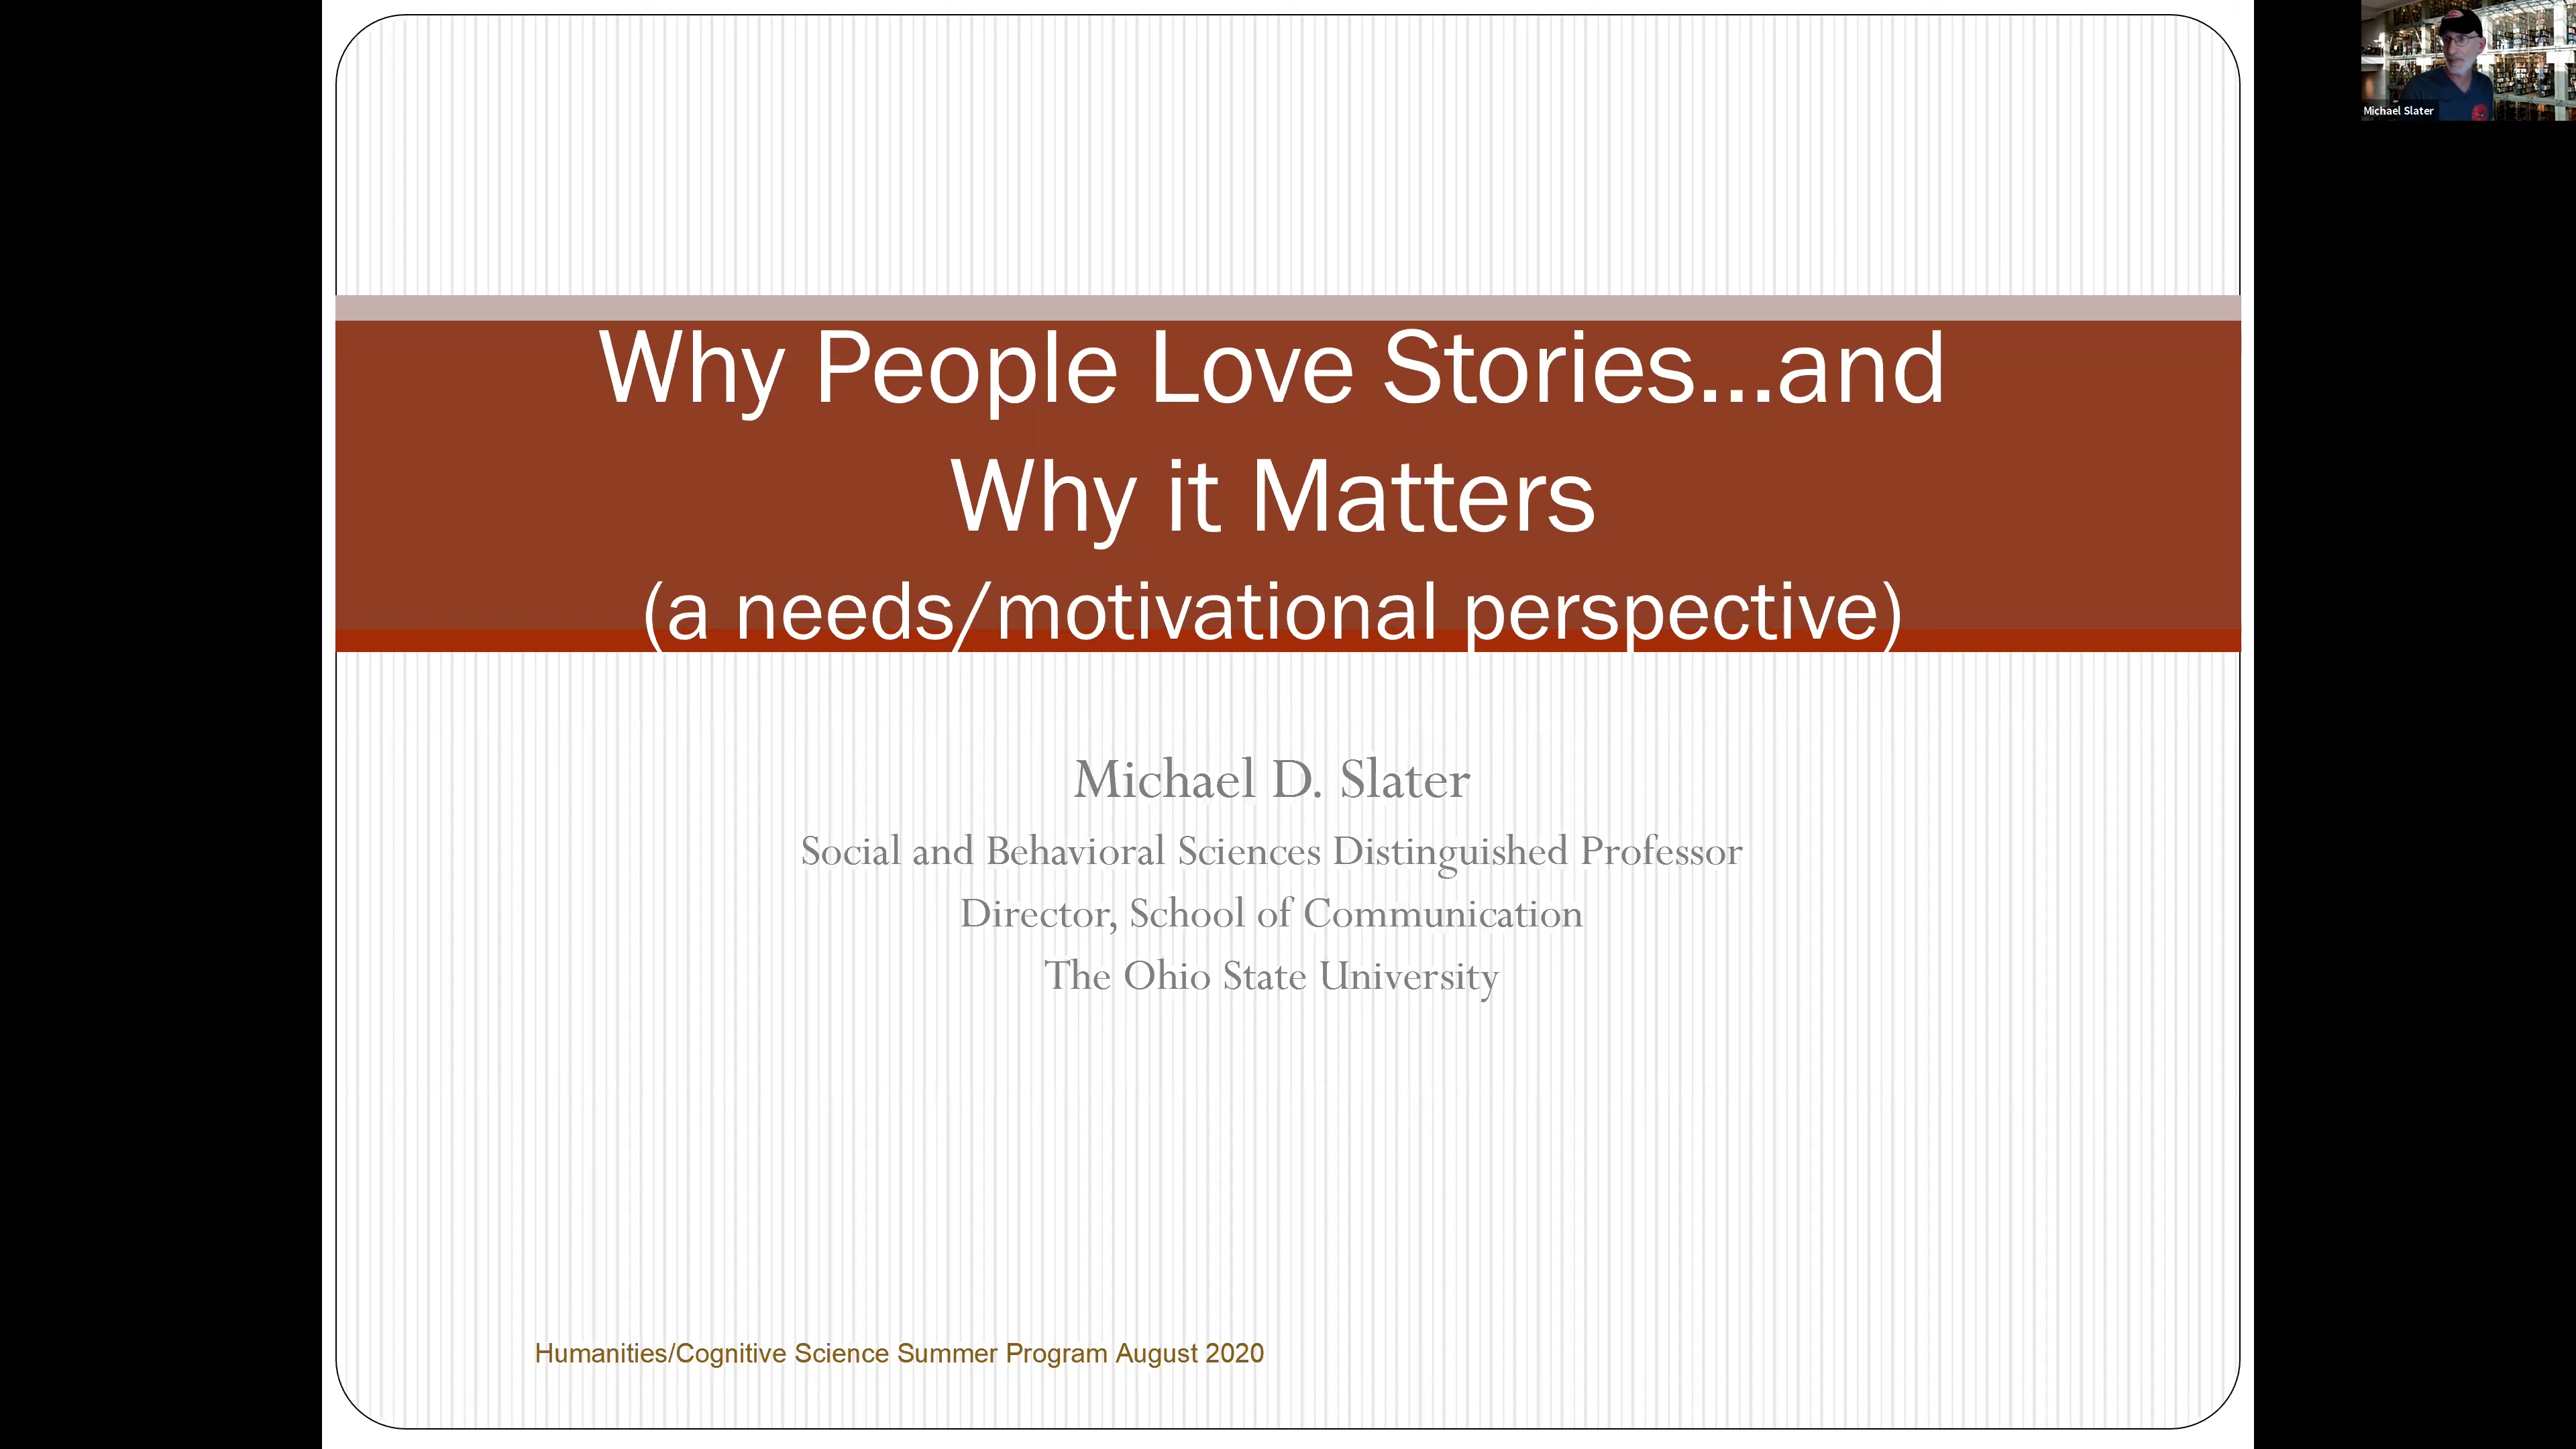 Why People Love Stories...and
Why it Matters
(a needs/motivational perspective)
Michael D. Slater
Social and Behavioral Sciences Distinguished Professor
Director, School of Communication
The Ohio State University
Humanities/Cognitive Science Summer Program August 2020
Michael Slater